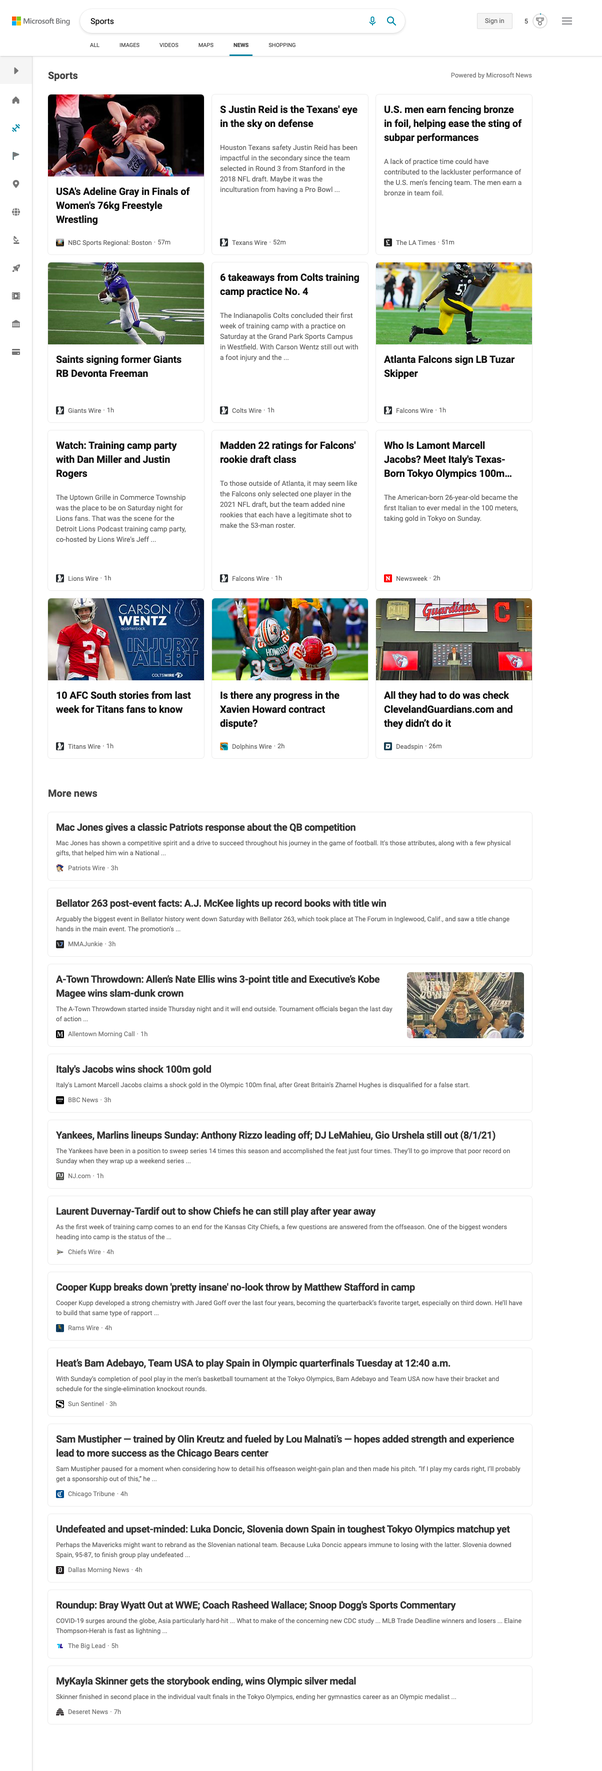 Microsoft Bing
Sports
Sign in
5
ALL
IMAGES
VIDEOS
MAPS
NEWS
SHOPPING
Sports
Powered by Microsoft News
USA's Adeline Gray in Finals of
Women's 76kg Freestyle
Wrestling
NBC Sports Regional: Boston · 57m
S Justin Reid is the Texans' eye
in the sky on defense
Houston Texans safety Justin Reid has been
impactful in the secondary since the team
selected in Round 3 from Stanford in the
2018 NFL draft. Maybe it was the
inculturation from having a Pro Bowl ...
Texans Wire · 52m
U.S. men earn fencing bronze
in foil, helping ease the sting of
subpar performances
A lack of practice time could have
contributed to the lackluster performance of
the U.S. men's fencing team. The men earn a
bronze in team foil.
The LA Times · 51m
Saints signing former Giants
RB Devonta Freeman
Giants Wire · 1h
6 takeaways from Colts training
camp practice No. 4
The Indianapolis Colts concluded their first
week of training camp with a practice on
Saturday at the Grand Park Sports Campus
in Westfield. With Carson Wentz still out with
a foot injury and the ...
Colts Wire · 1h
51
Atlanta Falcons sign LB Tuzar
Skipper
Falcons Wire · 1h
Watch: Training camp party
with Dan Miller and Justin
Rogers
The Uptown Grille in Commerce Township
was the place to be on Saturday night for
Lions fans. That was the scene for the
Detroit Lions Podcast training camp party,
co-hosted by Lions Wire's Jeff ...
Lions Wire · 1h
Madden 22 ratings for Falcons'
rookie draft class
To those outside of Atlanta, it may seem like
the Falcons only selected one player in the
2021 NFL draft, but the team added nine
rookies that each have a legitimate shot to
make the 53-man roster.
Falcons Wire · 1h
Who Is Lamont Marcell
Jacobs? Meet Italy's Texas-
Born Tokyo Olympics 100m...
The American-born 26-year-old became the
first Italian to ever medal in the 100 meters,
taking gold in Tokyo on Sunday.
Newsweek · 2h
CARSON
WENTZ
quarterback
INJURY
ALERT
COLTSWIRE
2
10 AFC South stories from last
week for Titans fans to know
Titans Wire · 1h
HOWARD
25
10
Is there any progress in the
Xavien Howard contract
dispute?
Dolphins Wire · 2h
Guardians
All they had to do was check
ClevelandGuardians.com and
they didn't do it
Deadspin · 26m
More news
Mac Jones gives a classic Patriots response about the QB competition
Mac Jones has shown a competitive spirit and a drive to succeed throughout his journey in the game of football. It's those attributes, along with a few physical
gifts, that helped him win a National ...
Patriots Wire · 3h
Bellator 263 post-event facts: A.J. McKee lights up record books with title win
Arguably the biggest event in Bellator history went down Saturday with Bellator 263, which took place at The Forum in Inglewood, Calif., and saw a title change
hands in the main event. The promotion's ...
MMAJunkie · 3h
A-Town Throwdown: Allen's Nate Ellis wins 3-point title and Executive's Kobe
Magee wins slam-dunk crown
The A-Town Throwdown started inside Thursday night and it will end outside. Tournament officials began the last day
of action ...
Allentown Morning Call · 1h
Italy's Jacobs wins shock 100m gold
Italy's Lamont Marcell Jacobs claims a shock gold in the Olympic 100m final, after Great Britain's Zharnel Hughes is disqualified for a false start.
BBC News · 3h
Yankees, Marlins lineups Sunday: Anthony Rizzo leading off; DJ LeMahieu, Gio Urshela still out (8/1/21)
The Yankees have been in a position to sweep series 14 times this season and accomplished the feat just four times. They'll to go improve that poor record on
Sunday when they wrap up a weekend series ...
NJ.com · 1h
Laurent Duvernay-Tardif out to show Chiefs he can still play after year away
As the first week of training camp comes to an end for the Kansas City Chiefs, a few questions are answered from the offseason. One of the biggest wonders
heading into camp is the status of the ...
Chiefs Wire · 4h
Cooper Kupp breaks down 'pretty insane' no-look throw by Matthew Stafford in camp
Cooper Kupp developed a strong chemistry with Jared Goff over the last four years, becoming the quarterback's favorite target, especially on third down. He'll have
to build that same type of rapport ...
Rams Wire · 4h
Heat's Bam Adebayo, Team USA to play Spain in Olympic quarterfinals Tuesday at 12:40 a.m.
With Sunday's completion of pool play in the men's basketball tournament at the Tokyo Olympics, Bam Adebayo and Team USA now have their bracket and
schedule for the single-elimination knockout rounds.
Sun Sentinel · 3h
Sam Mustipher — trained by Olin Kreutz and fueled by Lou Malnati's — hopes added strength and experience
lead to more success as the Chicago Bears center
Sam Mustipher paused for a moment when considering how to detail his offseason weight-gain plan and then made his pitch. "If I play my cards right, I'll probably
get a sponsorship out of this," he ...
Chicago Tribune · 4h
Undefeated and upset-minded: Luka Doncic, Slovenia down Spain in toughest Tokyo Olympics matchup yet
Perhaps the Mavericks might want to rebrand as the Slovenian national team. Because Luka Doncic appears immune to losing with the latter. Slovenia downed
Spain, 95-87, to finish group play undefeated ...
Dallas Morning News · 4h
Roundup: Bray Wyatt Out at WWE; Coach Rasheed Wallace; Snoop Dogg's Sports Commentary
COVID-19 surges around the globe, Asia particularly hard-hit ... What to make of the concerning new CDC study ... MLB Trade Deadline winners and losers ... Elaine
Thompson-Herah is fast as lightning ...
The Big Lead · 5h
MyKayla Skinner gets the storybook ending, wins Olympic silver medal
Skinner finished in second place in the individual vault finals in the Tokyo Olympics, ending her gymnastics career as an Olympic medalist ...
Deseret News · 7h